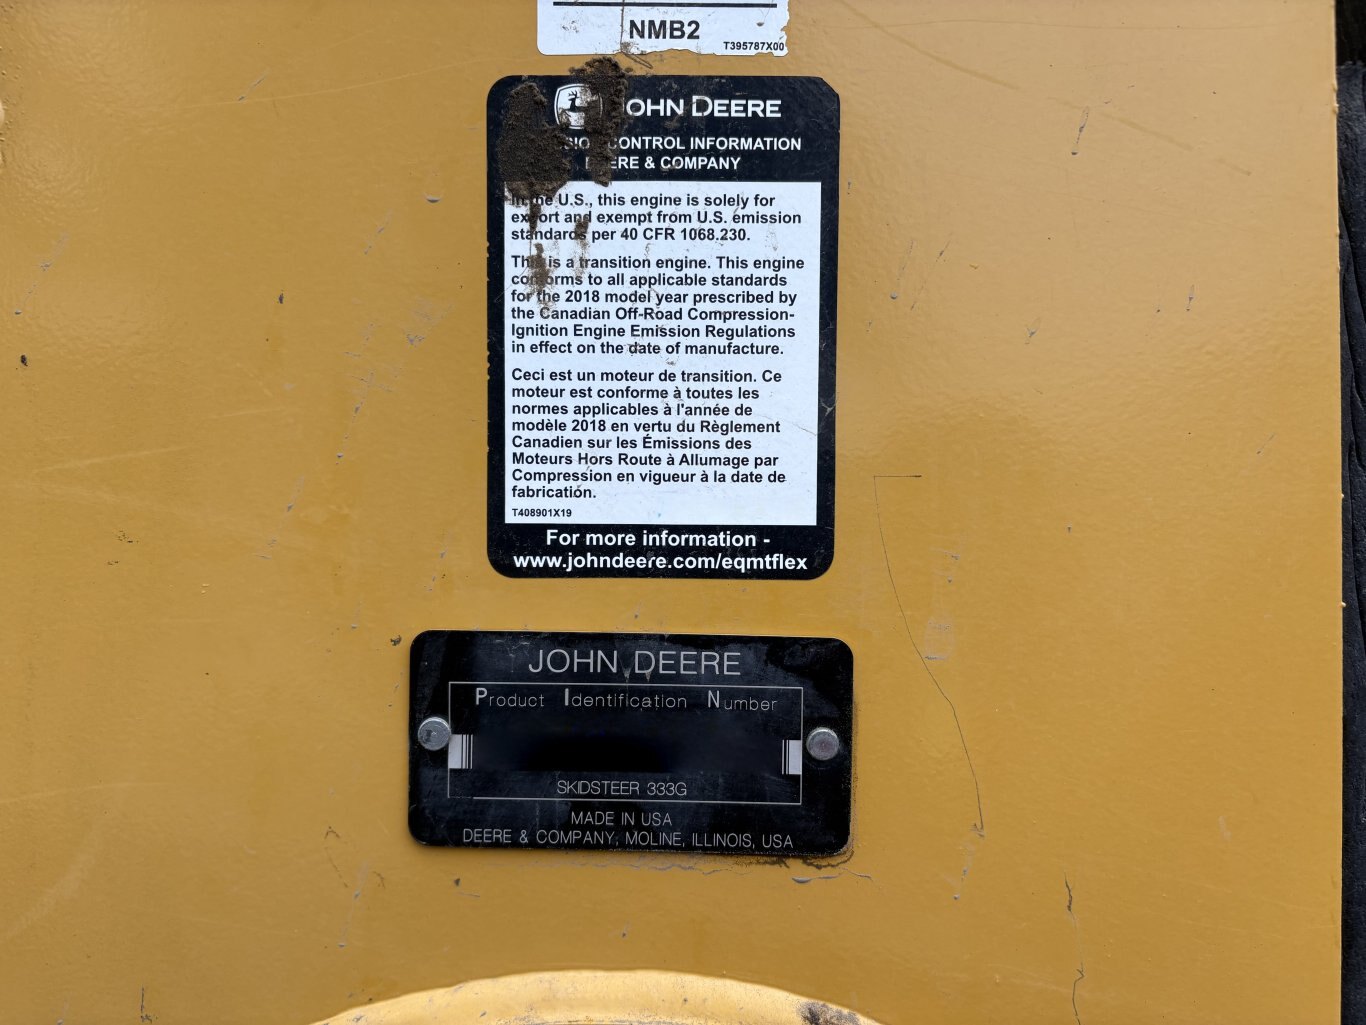 NMB2
T395787X00
JOHN DEERE
CONTROL INFORMATION
DEERE & COMPANY
In the U.S., this engine is solely for
export and exempt from U.S. emission
standards per 40 CFR 1068.230.
This is a transition engine. This engine
conforms to all applicable standards
for the 2018 model year prescribed by
the Canadian Off-Road Compression-
Ignition Engine Emission Regulations
in effect on the date of manufacture.
Ceci est un moteur de transition. Ce
moteur est conforme à toutes les
normes applicables à l'année de
modèle 2018 en vertu du Règlement
Canadien sur les Émissions des
Moteurs Hors Route à Allumage par
Compression en vigueur à la date de
fabrication.
T408901X19
For more information -
www.johndeere.com/eqmtflex
JOHN DEERE
Product Identification Number
SKIDSTEER 333G
MADE IN USA
DEERE & COMPANY, MOLINE, ILLINOIS, USA